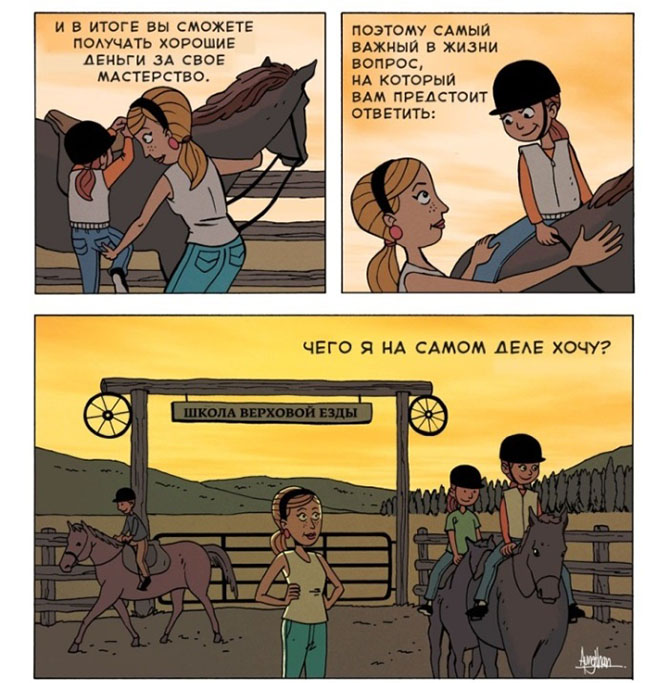 И В ИТОГЕ ВЫ СМОЖЕТЕ
ПОЛУЧАТЬ ХОРОШИЕ
ДЕНЬГИ ЗА СВОЕ
МАСТЕРСТВО.
ПОЭТОМУ САМЫЙ
ВАЖНЫЙ В ЖИЗНИ
ВОПРОС,
НА КОТОРЫЙ
ВАМ ПРЕДСТОИТ
ОТВЕТИТЬ:
ЧЕГО Я НА САМОМ ДЕЛЕ ХОЧУ?
ШКОЛА ВЕРХОВОЙ ЕЗДЫ